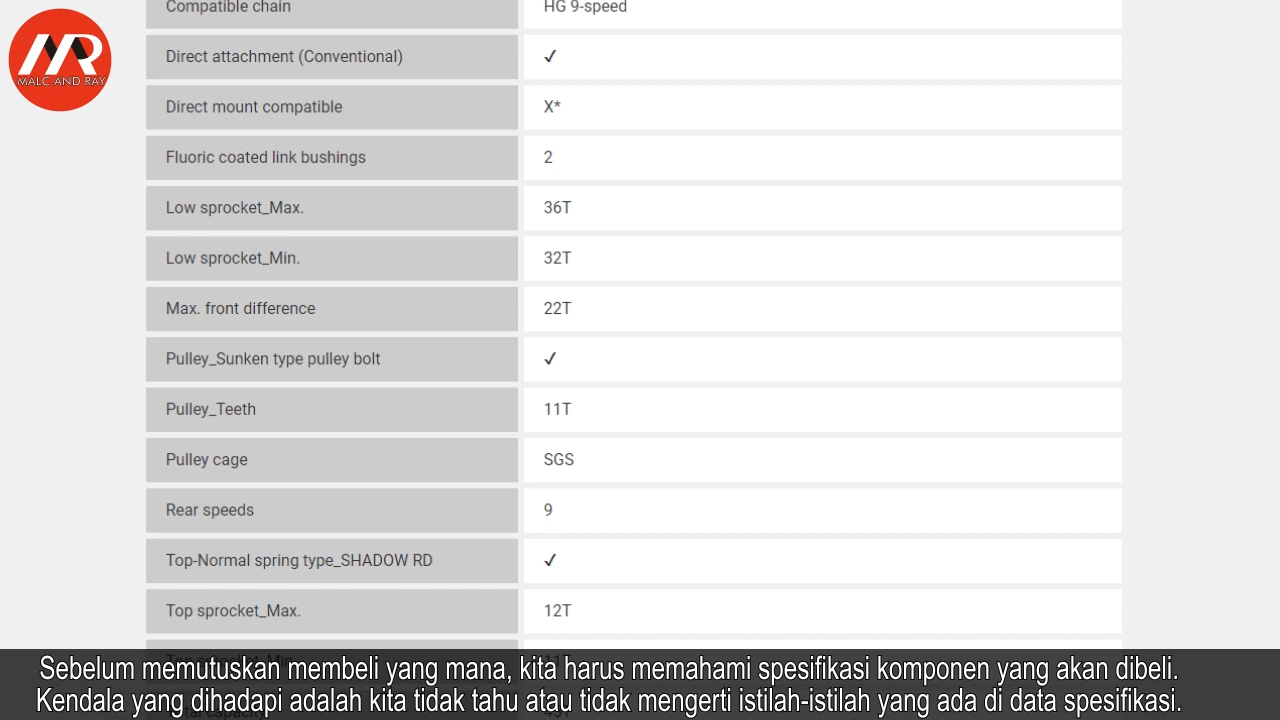 Compatible chain HG 9-speed
MR
MALC AND RAY
Direct attachment (Conventional) ✓
Direct mount compatible X*
Fluoric coated link bushings 2
Low sprocket_Max. 36T
Low sprocket_Min. 32T
Max. front difference 22T
Pulley_Sunken type pulley bolt ✓
Pulley_Teeth 11T
Pulley cage SGS
Rear speeds 9
Top-Normal spring type_SHADOW RD ✓
Top sprocket_Max. 12T
Sebelum memutuskan membeli yang mana, kita harus memahami spesifikasi komponen yang akan dibeli.
Kendala yang dihadapi adalah kita tidak tahu atau tidak mengerti istilah-istilah yang ada di data spesifikasi.